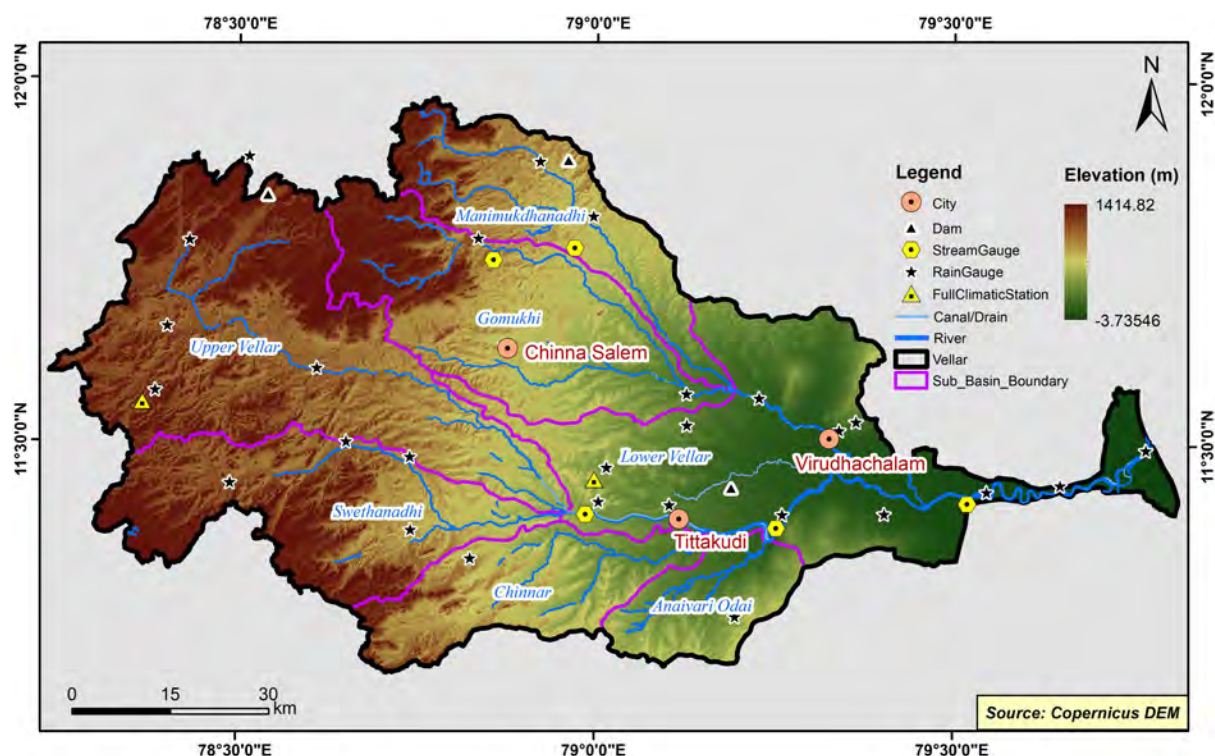 78°30'0"E
79°0'0"E
79°30'0"E
12°0'0"N
12°0'0"N
N
Legend
City
Dam
StreamGauge
RainGauge
FullClimaticStation
Canal/Drain
River
Vellar
Sub_Basin_Boundary
Elevation (m)
1414.82
-3.73546
Manimukdhanadhi
Gomukhi
Upper Vellar
Chinna Salem
11°30'0"N
11°30'0"N
Lower Vellar
Virudhachalam
Swethanadhi
Tittakudi
Chinnar
Anaivari Odai
0 15 30
km
Source: Copernicus DEM
78°30'0"E
79°0'0"E
79°30'0"E